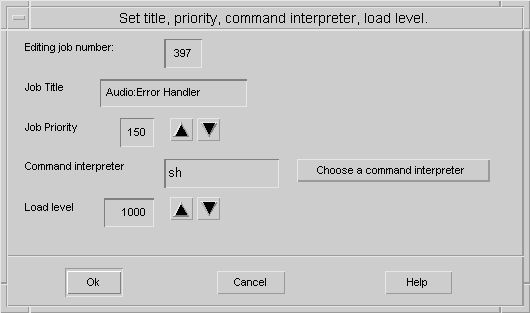 Set title, priority, command interpreter, load level.
Editing job number: 397
Job Title Audio:Error Handler
Job Priority 150
Command interpreter sh Choose a command interpreter
Load level 1000
Ok Cancel Help